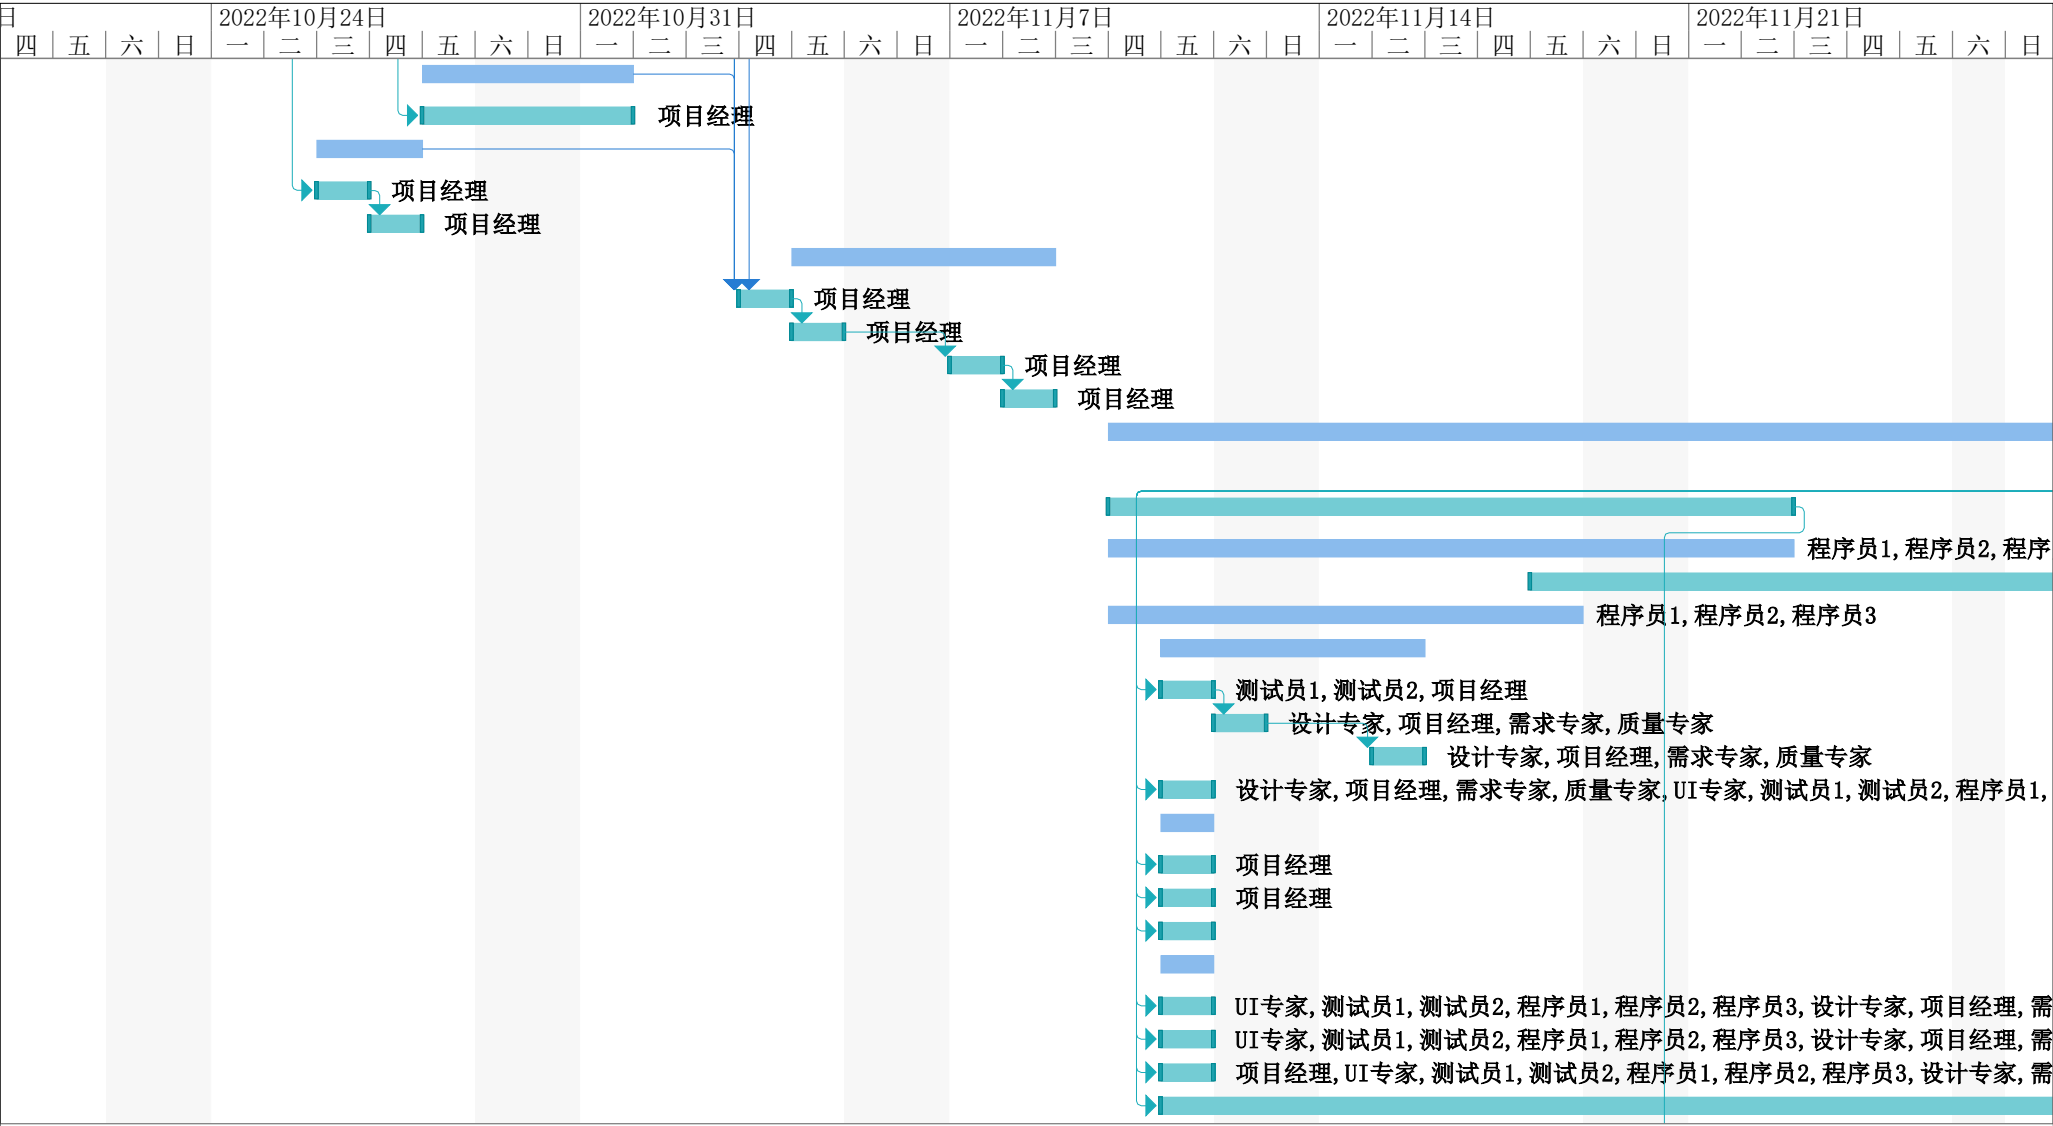 日 2022年10月24日 2022年10月31日 2022年11月7日 2022年11月14日 2022年11月21日
四 五 六 日 一 二 三 四 五 六 日 一 二 三 四 五 六 日 一 二 三 四 五 六 日 一 二 三 四 五 六 日 一 二 三 四 五 六 日
项目经理
项目经理
项目经理
项目经理
项目经理
项目经理
项目经理
程序员1,程序员2,程序
程序员1,程序员2,程序员3
测试员1,测试员2,项目经理
设计专家,项目经理,需求专家,质量专家
设计专家,项目经理,需求专家,质量专家
设计专家,项目经理,需求专家,质量专家,UI专家,测试员1,测试员2,程序员1,
项目经理
项目经理
UI专家,测试员1,测试员2,程序员1,程序员2,程序员3,设计专家,项目经理,需
UI专家,测试员1,测试员2,程序员1,程序员2,程序员3,设计专家,项目经理,需
项目经理,UI专家,测试员1,测试员2,程序员1,程序员2,程序员3,设计专家,需